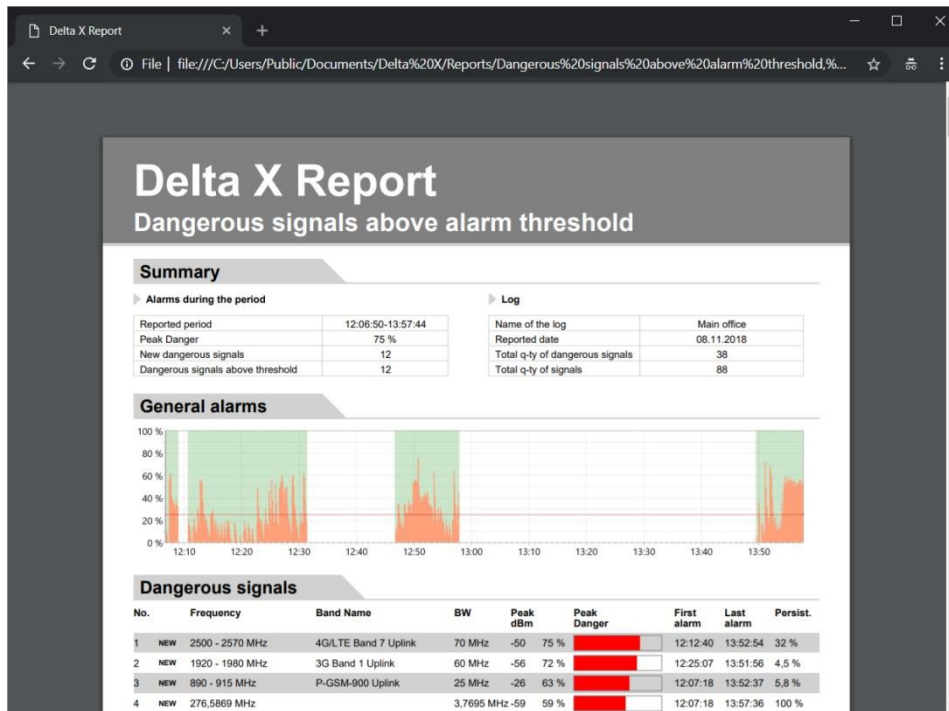 Delta X Report
File | file:///C:/Users/Public/Documents/Delta%20X/Reports/Dangerous%20signals%20above%20alarm%20threshold,%...
Delta X Report
Dangerous signals above alarm threshold
Summary
Alarms during the period
Reported period 12:06:50-13:57:44
Peak Danger 75 %
New dangerous signals 12
Dangerous signals above threshold 12
Log
Name of the log Main office
Reported date 08.11.2018
Total q-ty of dangerous signals 38
Total q-ty of signals 88
General alarms
100 %
80 %
60 %
40 %
20 %
0 %
12:10 12:20 12:30 12:40 12:50 13:00 13:10 13:20 13:30 13:40 13:50
Dangerous signals
No. Frequency Band Name BW Peak dBm Peak Danger First alarm Last alarm Persist.
1 NEW 2500 - 2570 MHz 4G/LTE Band 7 Uplink 70 MHz -50 75 % 12:12:40 13:52:54 32 %
2 NEW 1920 - 1980 MHz 3G Band 1 Uplink 60 MHz -56 72 % 12:25:07 13:51:56 4,5 %
3 NEW 890 - 915 MHz P-GSM-900 Uplink 25 MHz -26 63 % 12:07:18 13:52:37 5,8 %
4 NEW 276,5869 MHz 3,7695 MHz -59 59 % 12:07:18 13:57:36 100 %